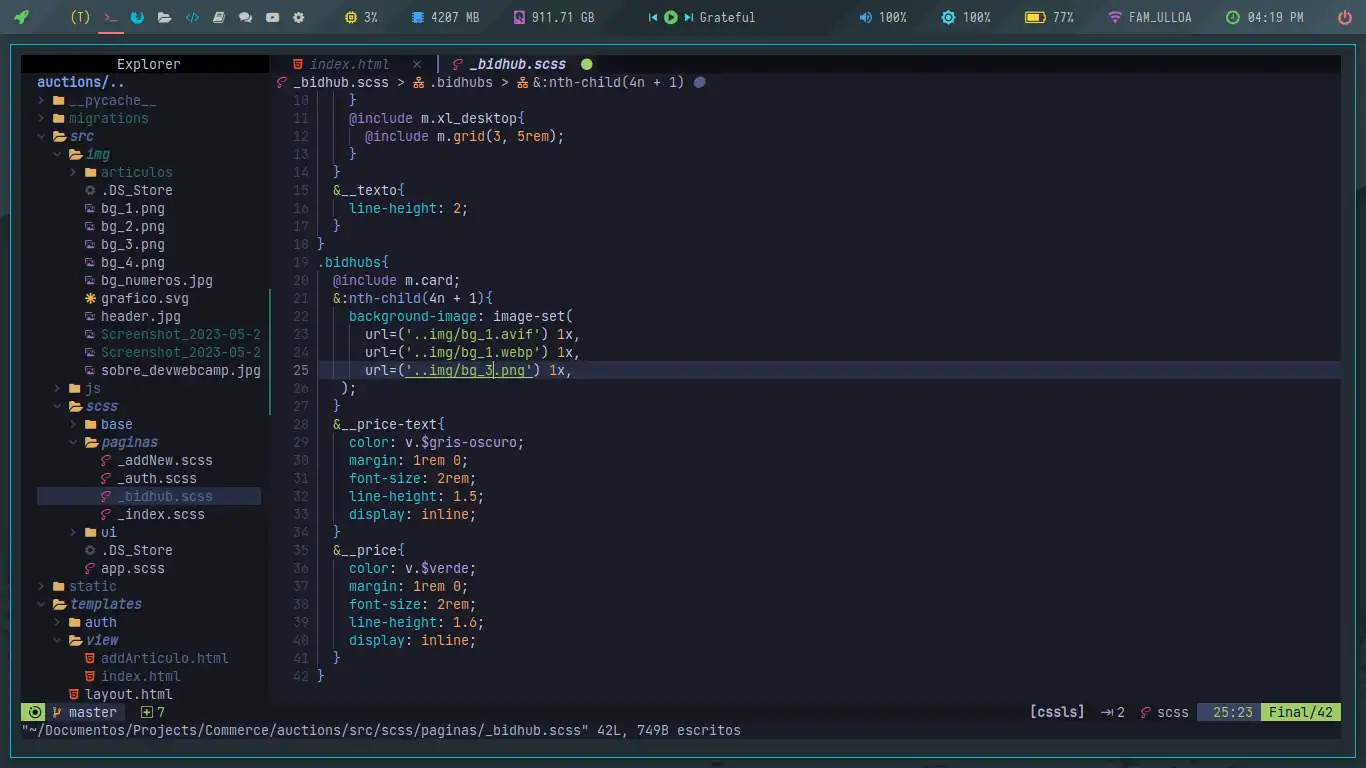 (T) >_ </> 3% 4207 MB 911.71 GB Grateful 100% 100% 77% FAM_ULLOA 04:19 PM
Explorer
auctions/..
__pycache__
migrations
src
img
articulos
.DS_Store
bg_1.png
bg_2.png
bg_3.png
bg_4.png
bg_numeros.jpg
grafico.svg
header.jpg
Screenshot_2023-05-2
Screenshot_2023-05-2
sobre_devwebcamp.jpg
js
scss
base
paginas
_addNew.scss
_auth.scss
_bidhub.scss
_index.scss
ui
.DS_Store
app.scss
static
templates
auth
view
addArticulo.html
index.html
layout.html
index.html × _bidhub.scss
_bidhub.scss > .bidhubs > &:nth-child(4n + 1)
10 }
11 @include m.xl_desktop{
12 @include m.grid(3, 5rem);
13 }
14 }
15 &__texto{
16 line-height: 2;
17 }
18 }
19 .bidhubs{
20 @include m.card;
21 &:nth-child(4n + 1){
22 background-image: image-set(
23 url=('..img/bg_1.avif') 1x,
24 url=('..img/bg_1.webp') 1x,
25 url=('..img/bg_3.png') 1x,
26 );
27 }
28 &__price-text{
29 color: v.$gris-oscuro;
30 margin: 1rem 0;
31 font-size: 2rem;
32 line-height: 1.5;
33 display: inline;
34 }
35 &__price{
36 color: v.$verde;
37 margin: 1rem 0;
38 font-size: 2rem;
39 line-height: 1.6;
40 display: inline;
41 }
42 }
master 7 [cssls] 2 scss 25:23 Final/42
"~/Documentos/Projects/Commerce/auctions/src/scss/paginas/_bidhub.scss" 42L, 749B escritos